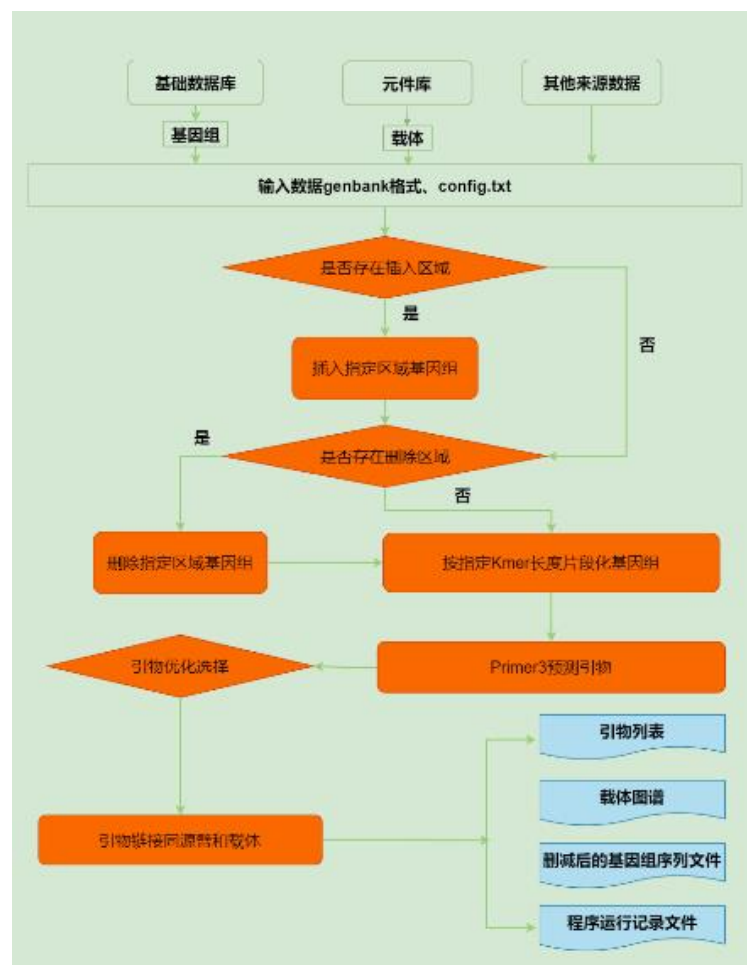 基础数据库
元件库
其他来源数据
基因组
载体
输入数据genbank格式、config.txt
是否存在插入区域
是
否
插入指定区域基因组
是
是否存在删除区域
否
删除指定区域基因组
按指定Kmer长度片段化基因组
引物优化选择
Primer3预测引物
引物列表
载体图谱
引物链接同源臂和载体
删减后的基因组序列文件
程序运行记录文件